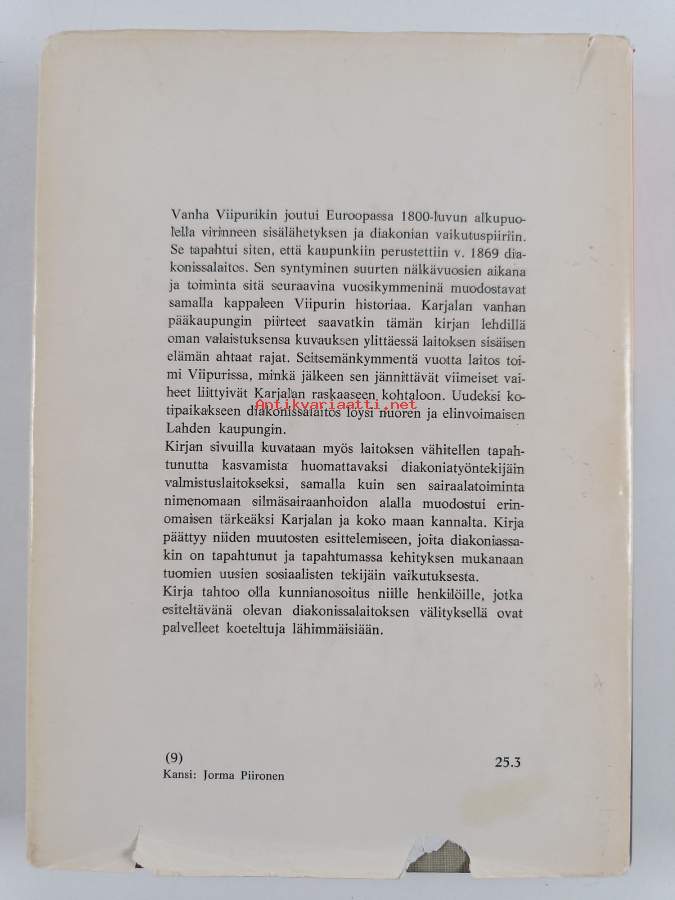 Vanha Viipurikin joutui Euroopassa 1800-luvun alkupuo-
lella virinneen sisälähetyksen ja diakonian vaikutuspiiriin.
Se tapahtui siten, että kaupunkiin perustettiin v. 1869 dia-
konissalaitos. Sen syntyminen suurten nälkävuosien aikana
ja toiminta sitä seuraavina vuosikymmeninä muodostavat
samalla kappaleen Viipurin historiaa. Karjalan vanhan
pääkaupungin piirteet saavatkin tämän kirjan lehdillä
oman valaistuksensa kuvauksen ylittäessä laitoksen sisäisen
elämän ahtaat rajat. Seitsemänkymmentä vuotta laitos toi-
mi Viipurissa, minkä jälkeen sen jännittävät viimeiset vai-
heet liittyivät Karjalan raskaaseen kohtaloon. Uudeksi ko-
Antikvariaatti.net
tipaikakseen diakonissalaitos löysi nuoren ja elinvoimaisen
Lahden kaupungin.
Kirjan sivuilla kuvataan myös laitoksen vähitellen tapah-
tunutta kasvamista huomattavaksi diakoniatyöntekijäin
valmistuslaitokseksi, samalla kuin sen sairaalatoiminta
nimenomaan silmäsairaanhoidon alalla muodostui erin-
omaisen tärkeäksi Karjalan ja koko maan kannalta. Kirja
päättyy niiden muutosten esittelemiseen, joita diakoniassa-
kin on tapahtunut ja tapahtumassa kehityksen mukanaan
tuomien uusien sosiaalisten tekijäin vaikutuksesta.
Kirja tahtoo olla kunnianosoitus niille henkilöille, jotka
esiteltävänä olevan diakonissalaitoksen välityksellä ovat
palvelleet koeteltuja lähimmäisiään.
(9)
25.3
Kansi: Jorma Piironen